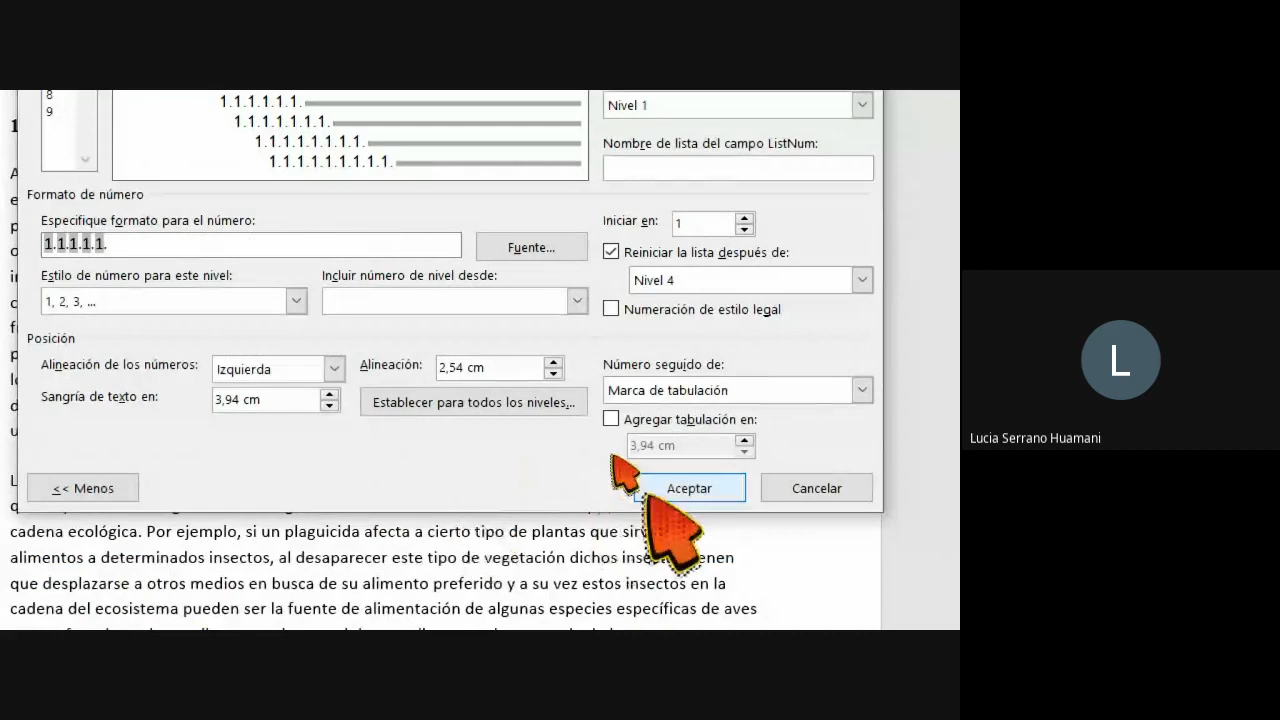 8
9
1.1.1.1.1.1.
1.1.1.1.1.1.1.
1.1.1.1.1.1.1.1.
1.1.1.1.1.1.1.1.1.
Nivel 1
Nombre de lista del campo ListNum:
Formato de número
Especifique formato para el número:
1.1.1.1.1.
Fuente...
Iniciar en: 1
Reiniciar la lista después de:
Nivel 4
Estilo de número para este nivel:
Incluir número de nivel desde:
1, 2, 3, ...
Numeración de estilo legal
Posición
Alineación de los números: Izquierda
Alineación: 2,54 cm
Número seguido de:
Marca de tabulación
Sangría de texto en: 3,94 cm
Establecer para todos los niveles...
Agregar tabulación en:
3,94 cm
<< Menos
Aceptar
Cancelar
cadena ecológica. Por ejemplo, si un plaguicida afecta a cierto tipo de plantas que
alimentos a determinados insectos, al desaparecer este tipo de vegetación dichos
que desplazarse a otros medios en busca de su alimento preferido y a su vez estos insectos en la
cadena del ecosistema pueden ser la fuente de alimentación de algunas especies específicas de aves
L
Lucia Serrano Huamani